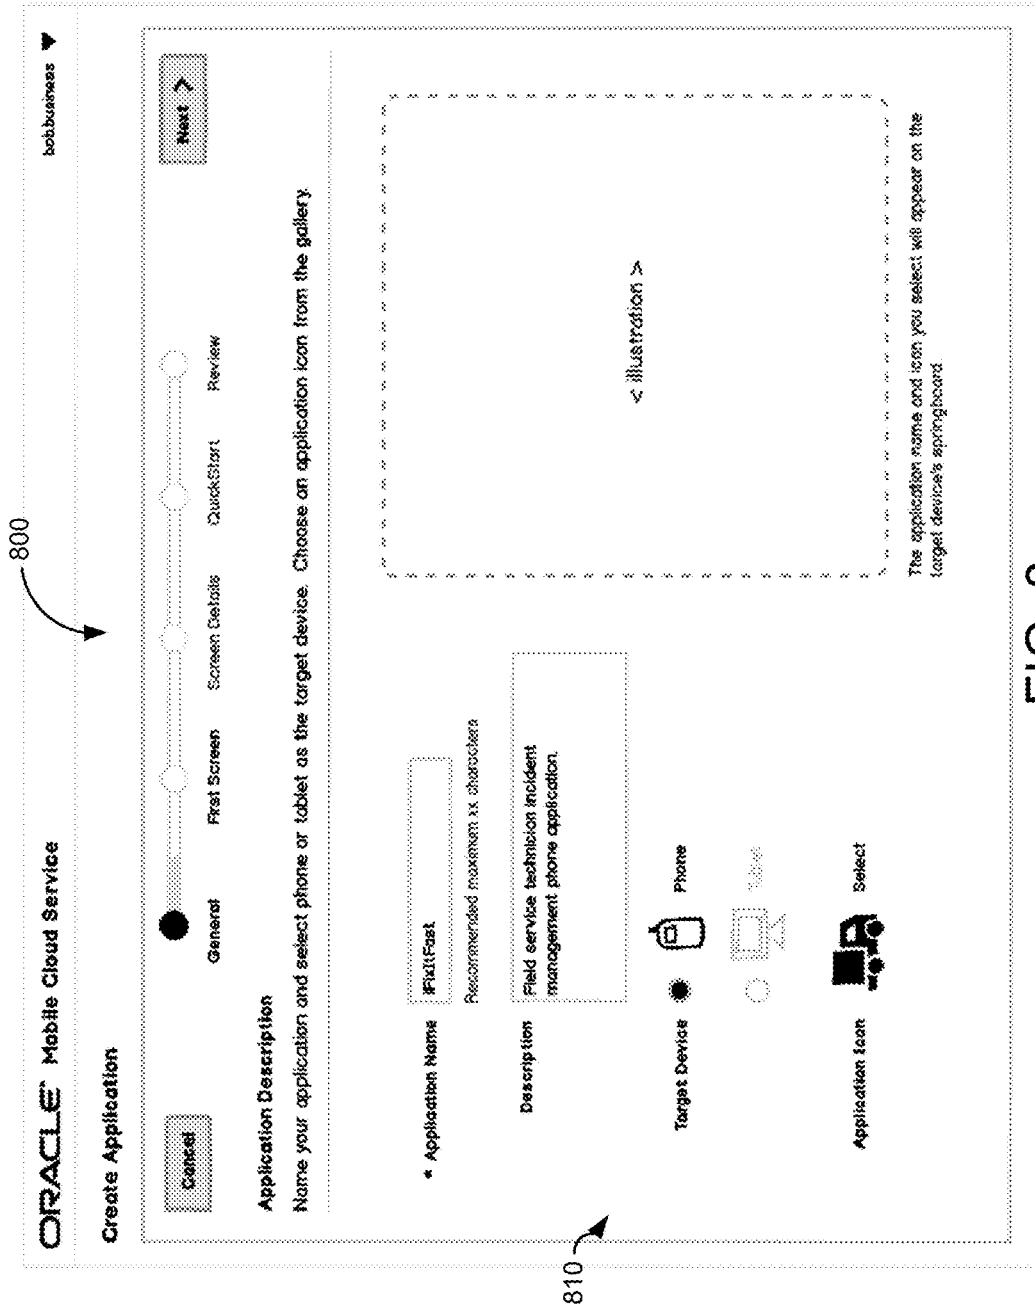 800
ORACLE Mobile Cloud Service
bob.business
Create Application
Cancel
General
First Screen
Screen Details
QuickStart
Review
Next >
Application Description
Name your application and select phone or tablet as the target device. Choose an application icon from the gallery.
* Application Name
iFixItFast
Recommended maximum xx characters
Description
Field service technician incident
management phone application.
Target Device
Phone
Application Icon
Select
< illustration >
The application name and icon you select will appear on the
target device's springboard
810
FIG.